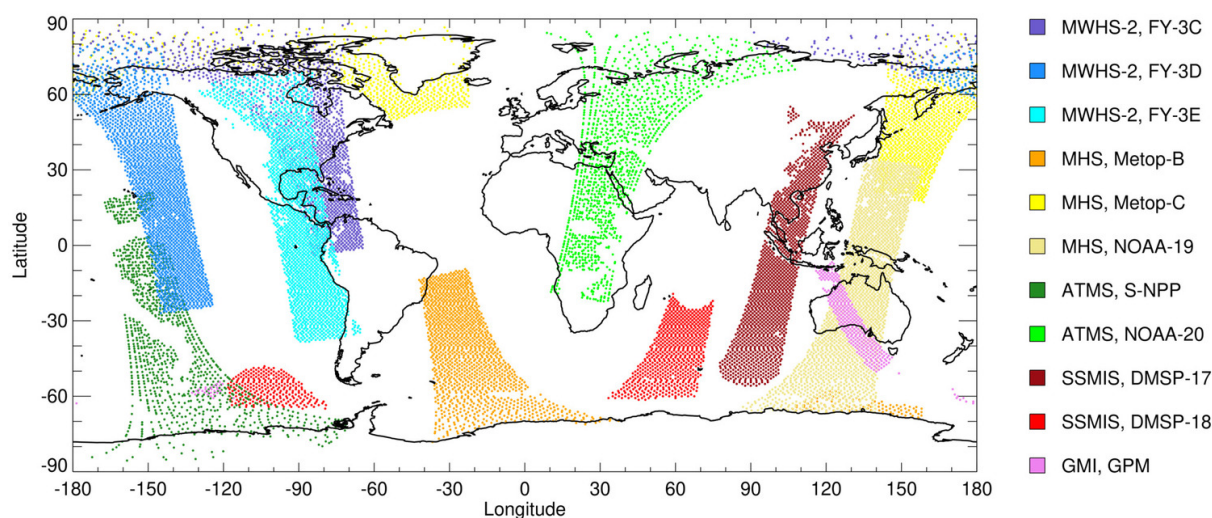 90
60
30
0
-30
-60
-90
Latitude
-180
-150
-120
-90
-60
-30
0
30
60
90
120
150
180
Longitude
MWHS-2, FY-3C
MWHS-2, FY-3D
MWHS-2, FY-3E
MHS, Metop-B
MHS, Metop-C
MHS, NOAA-19
ATMS, S-NPP
ATMS, NOAA-20
SSMIS, DMSP-17
SSMIS, DMSP-18
GMI, GPM